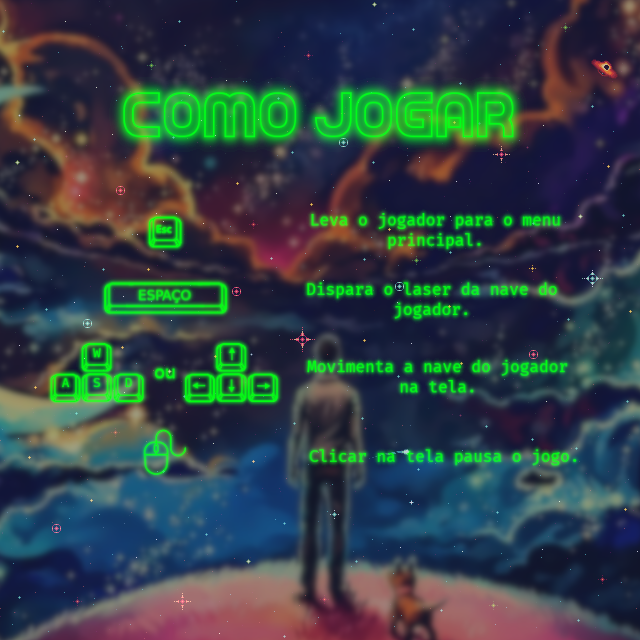 COMO JOGAR
Esc
Leva o jogador para o menu
principal.
ESPAÇO
Dispara o laser da nave do
jogador.
W
A S D
ou
↑
← ↓ →
Movimenta a nave do jogador
na tela.
Clicar na tela pausa o jogo.